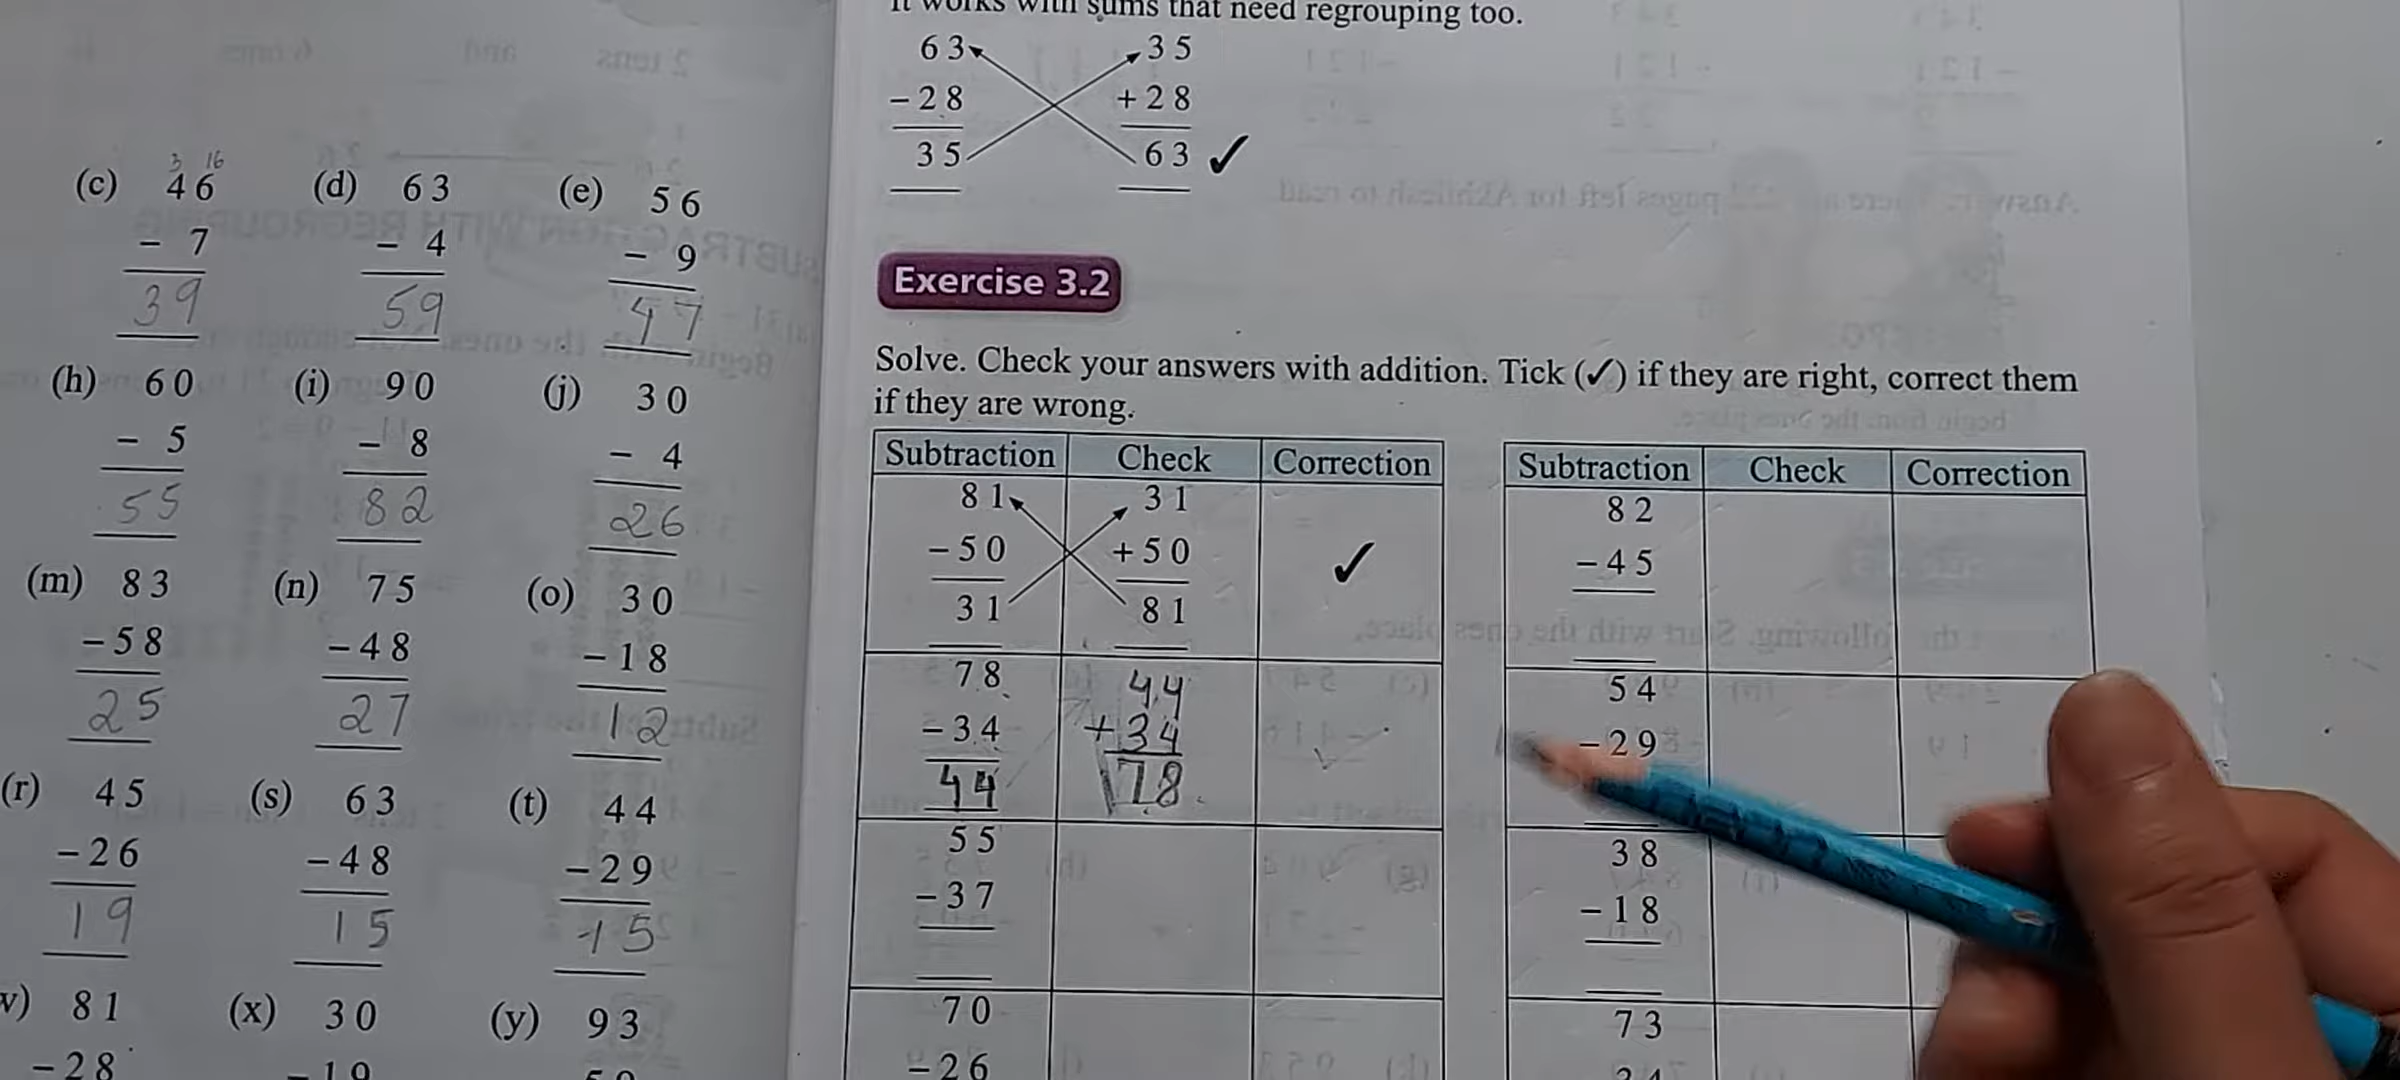 It works with sums that need regrouping too.
63 35
-28 +28
35 63 ✓
3 16
(c) 46 (d) 63 (e) 56
- 7 - 4 - 9
39 59 47
(h) 60 (i) 90 (j) 30
- 5 - 8 - 4
55 82 26
(m) 83 (n) 75 (o) 30
-58 -48 -18
25 27 12
(r) 45 (s) 63 (t) 44
-26 -48 -29
19 15 15
81 (x) 30 (y) 93
-28 -19
Exercise 3.2
Solve. Check your answers with addition. Tick (✓) if they are right, correct them
if they are wrong.
Subtraction Check Correction
81 31
-50 +50 ✓
31 81
78 44
-34 +34 ✓
44 78
55
-37
70
-26
Subtraction Check Correction
82
-45
54
-29
38
-18
73